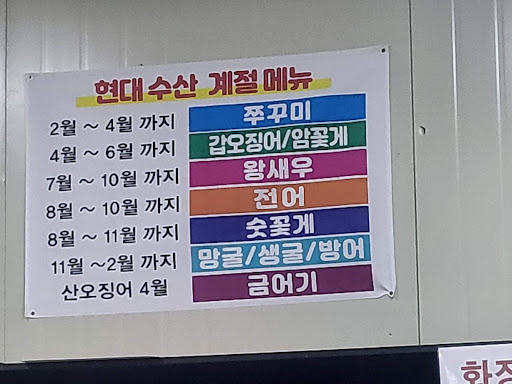 현대 수산 계절 메뉴
2월 ~ 4월 까지 쭈꾸미
4월 ~ 6월 까지 갑오징어/암꽃게
7월 ~ 10월 까지 왕새우
8월 ~ 10월 까지 전어
8월 ~ 11월 까지 숫꽃게
11월 ~2월 까지 망굴/생굴/방어
산오징어 4월 금어기
화장